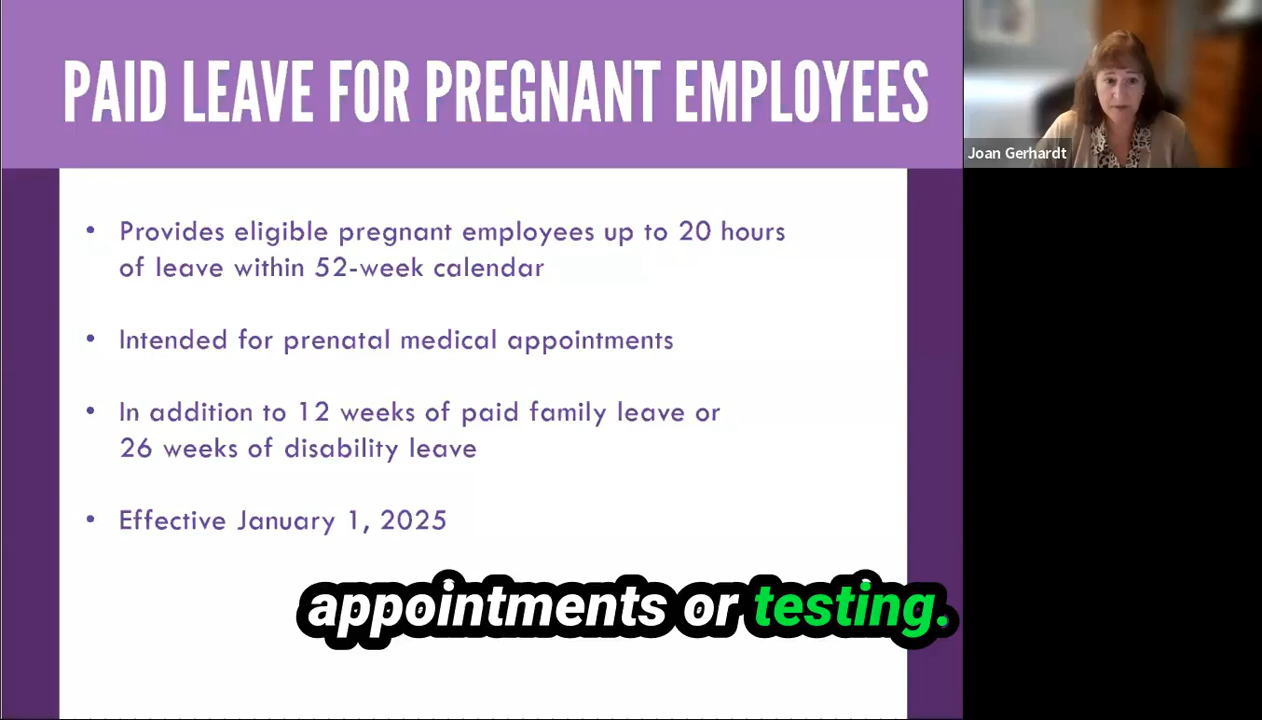 PAID LEAVE FOR PREGNANT EMPLOYEES
Joan Gerhardt
• Provides eligible pregnant employees up to 20 hours
of leave within 52-week calendar
• Intended for prenatal medical appointments
• In addition to 12 weeks of paid family leave or
26 weeks of disability leave
• Effective January 1, 2025
appointments or testing.